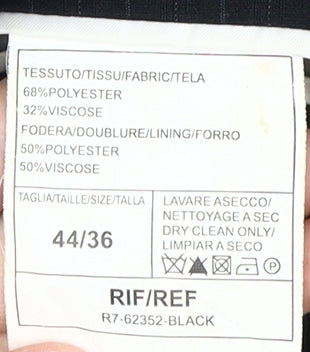 TESSUTO/TISSU/FABRIC/TELA
68%POLYESTER
32%VISCOSE
FODERA/DOUBLURE/LINING/FORRO
50%POLYESTER
50%VISCOSE
TAGLIA/TAILLE/SIZE/TALLA
44/36
LAVARE ASECCO/
NETTOYAGE A SEC
DRY CLEAN ONLY/
LIMPIAR A SECO
P
RIF/REF
R7-62352-BLACK